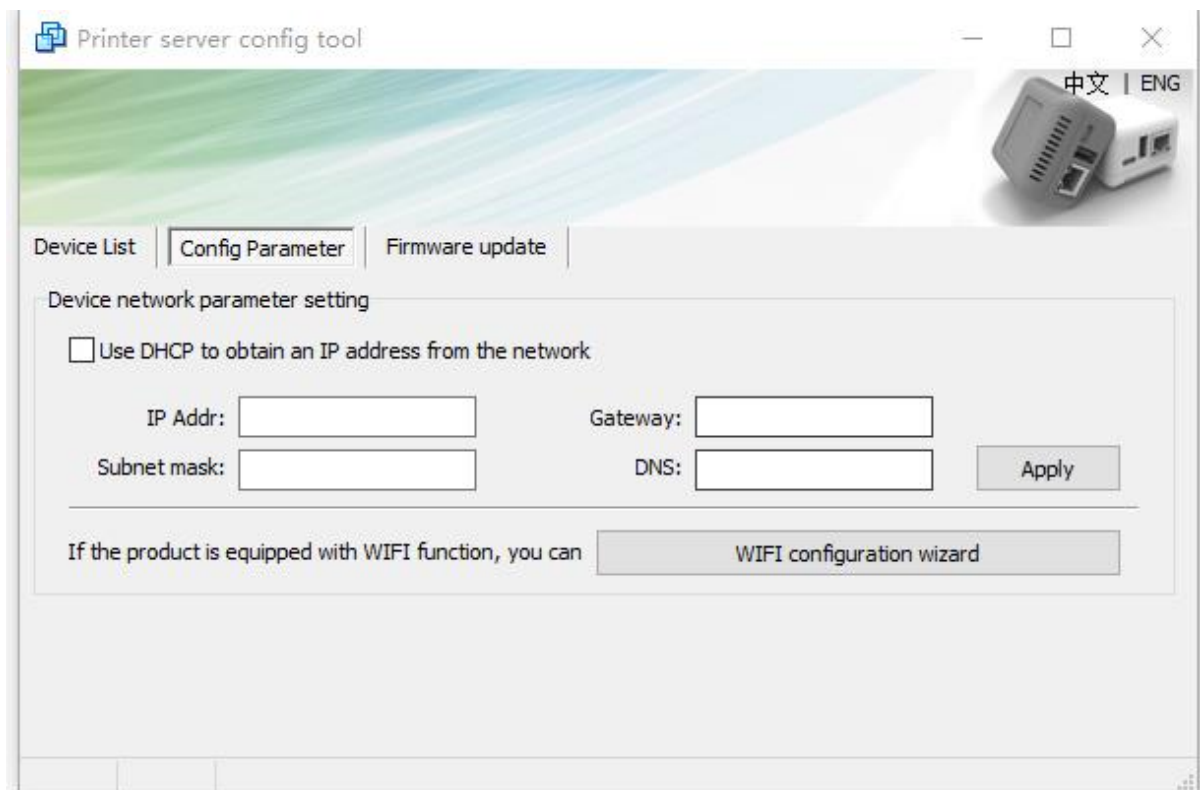 Printer server config tool
中文 | ENG
Device List
Config Parameter
Firmware update
Device network parameter setting
Use DHCP to obtain an IP address from the network
IP Addr:
Gateway:
Subnet mask:
DNS:
Apply
If the product is equipped with WIFI function, you can
WIFI configuration wizard